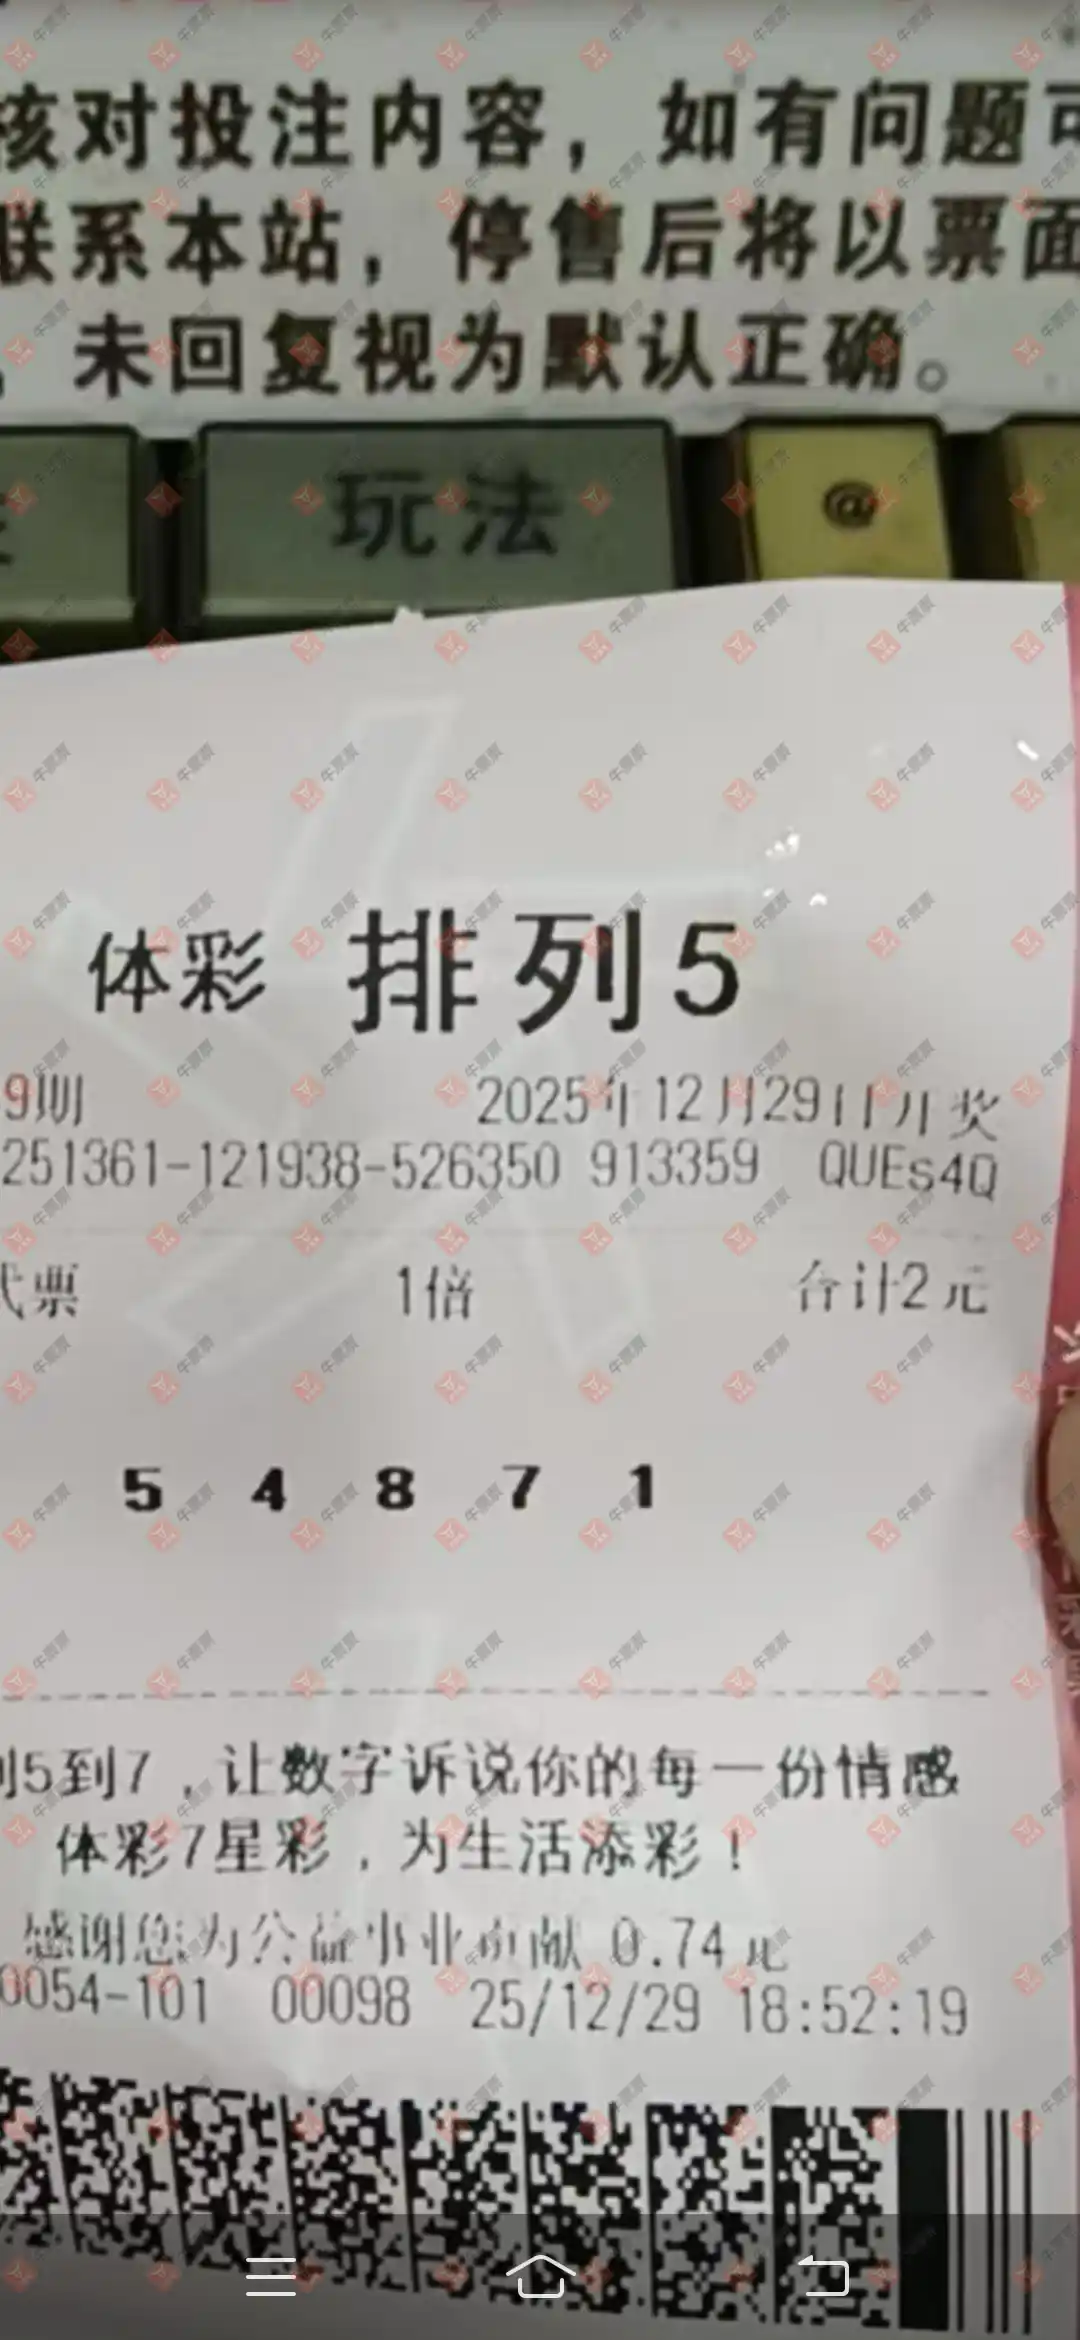 核对投注内容，如有问题可
联系本站，停售后将以票面
，未回复视为默认正确。
玩法
@
体彩 排列5
9期 2025年12月29日开奖
251361-121938-526350 913359 QUEs4Q
式票 1倍 合计2元
5 4 8 7 1
列5到7，让数字诉说你的每一份情感
体彩7星彩，为生活添彩！
感谢您为公益事业贡献 0.74元
0054-101 00098 25/12/29 18:52:19
牛票票